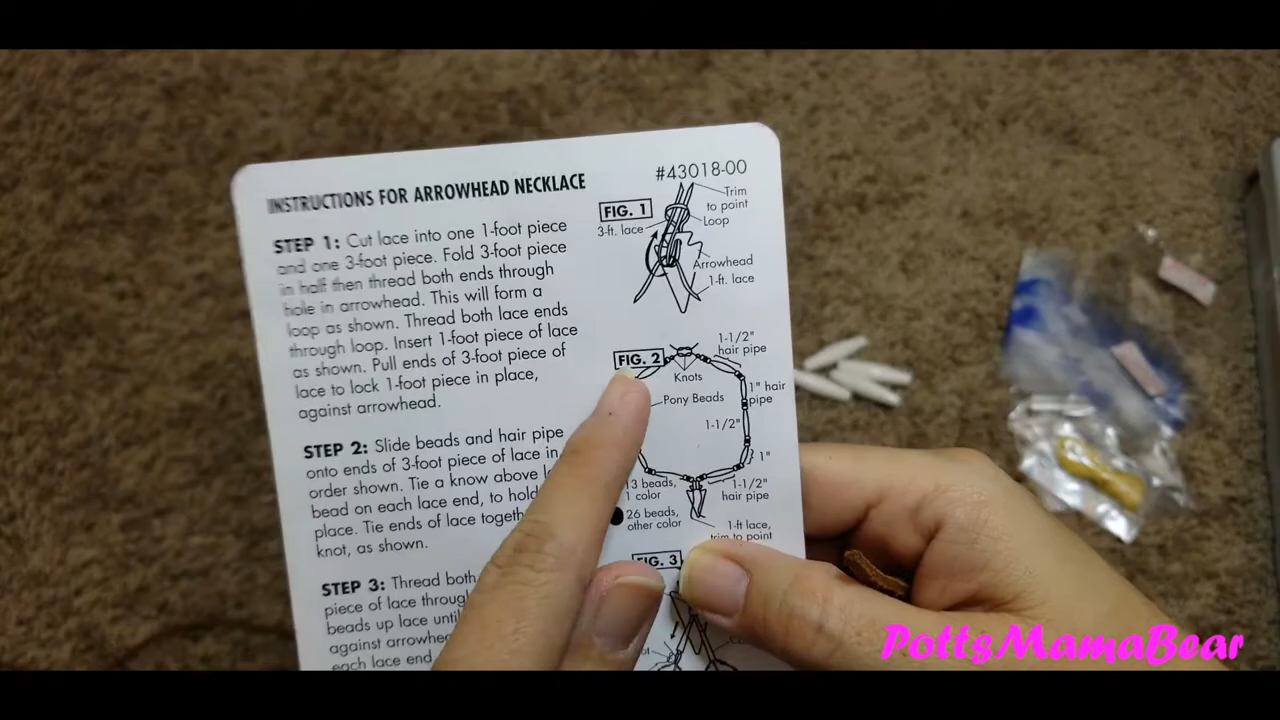 INSTRUCTIONS FOR ARROWHEAD NECKLACE
#43018-00
STEP 1: Cut lace into one 1-foot piece
and one 3-foot piece. Fold 3-foot piece
in half then thread both ends through
hole in arrowhead. This will form a
loop as shown. Thread both lace ends
through loop. Insert 1-foot piece of lace
as shown. Pull ends of 3-foot piece of
lace to lock 1-foot piece in place,
against arrowhead.
STEP 2: Slide beads and hair pipe
onto ends of 3-foot piece of lace in
order shown. Tie a know above
bead on each lace end, to hold
place. Tie ends of lace
knot, as shown.
STEP 3: Thread both
piece of lace through
beads up lace until
against
each lace end
FIG. 1
Trim
to point
Loop
3-ft. lace
Arrowhead
1-ft. lace
FIG. 2
1-1/2"
hair pipe
Knots
1" hair
pipe
Pony Beads
1-1/2"
1"
13 beads,
1 color
1-1/2"
hair pipe
26 beads,
other color
1-ft lace,
trim to point
FIG. 3
PottsMamaBear